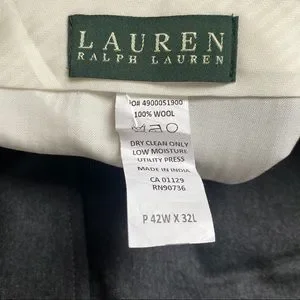 LAUREN
RALPH LAUREN
PO# 4900051900
100% WOOL
DRY CLEAN ONLY
LOW MOISTURE
UTILITY PRESS
MADE IN INDIA
CA 01129
RN90736
P 42W X 32L